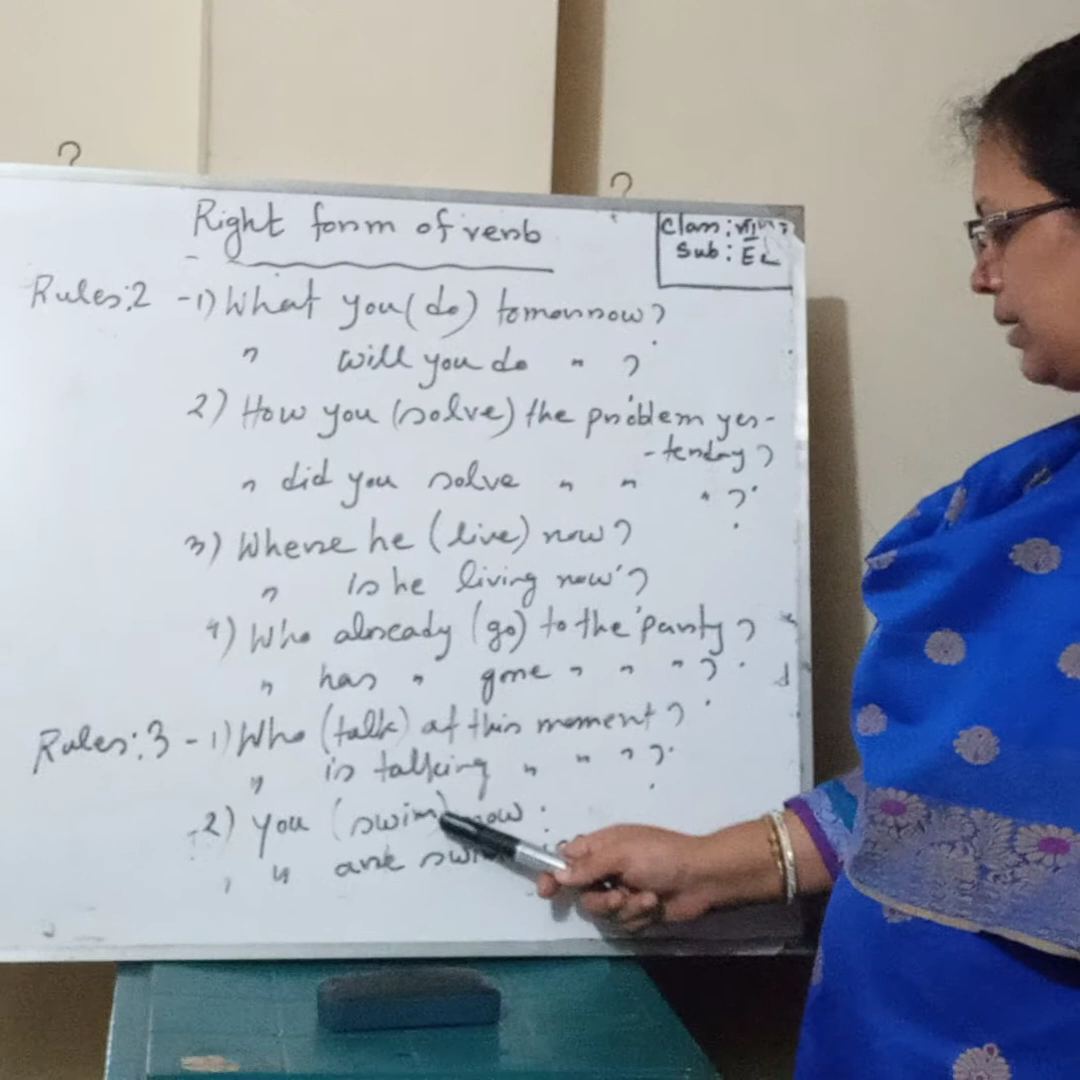 Right form of verb
Class:
Sub: E
Rules:2 -1) What you (do) tomorrow?
" will you do " ?
2) How you (solve) the problem yes-
-terday?
" did you solve " " " ?
3) Where he (live) now?
" Is he living now?
4) Who already (go) to the party?
" has " gone " " " ?
Rules:3 -1) Who (talk) at this moment?
" is talking " " " ?
2) you (swim) now.
" are